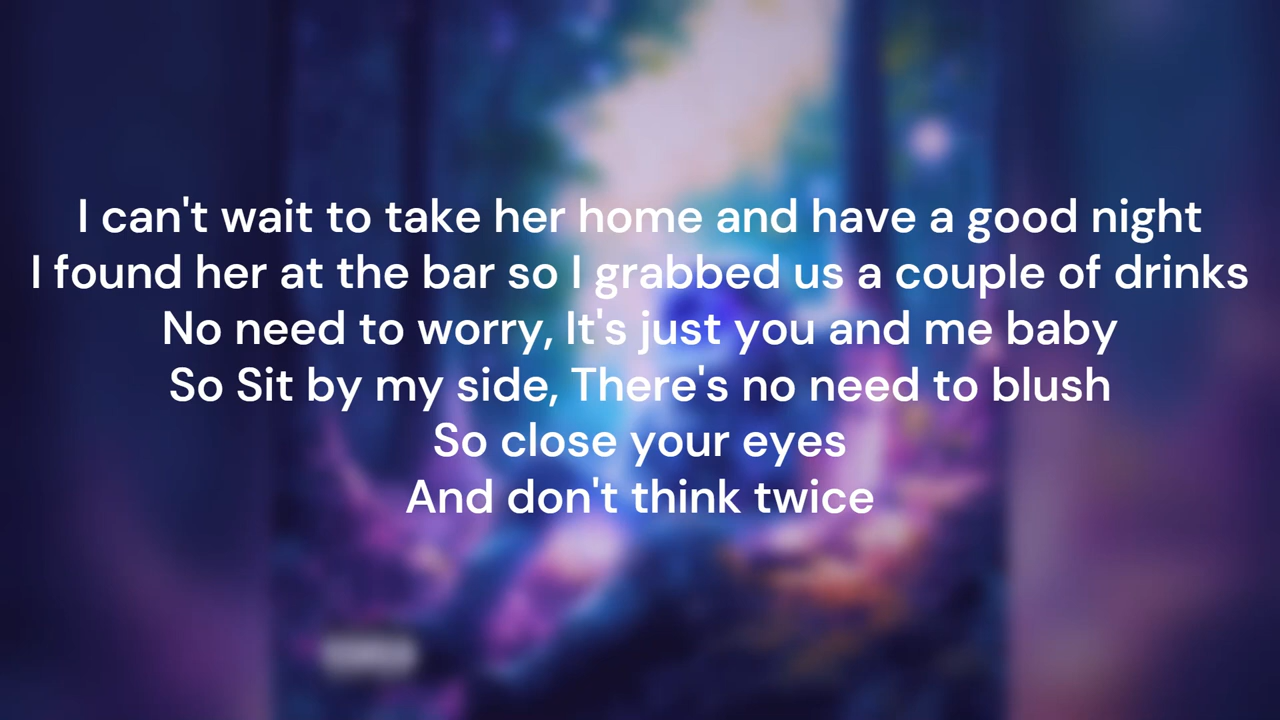 I can't wait to take her home and have a good night
I found her at the bar so I grabbed us a couple of drinks
No need to worry, It's just you and me baby
So Sit by my side, There's no need to blush
So close your eyes
And don't think twice